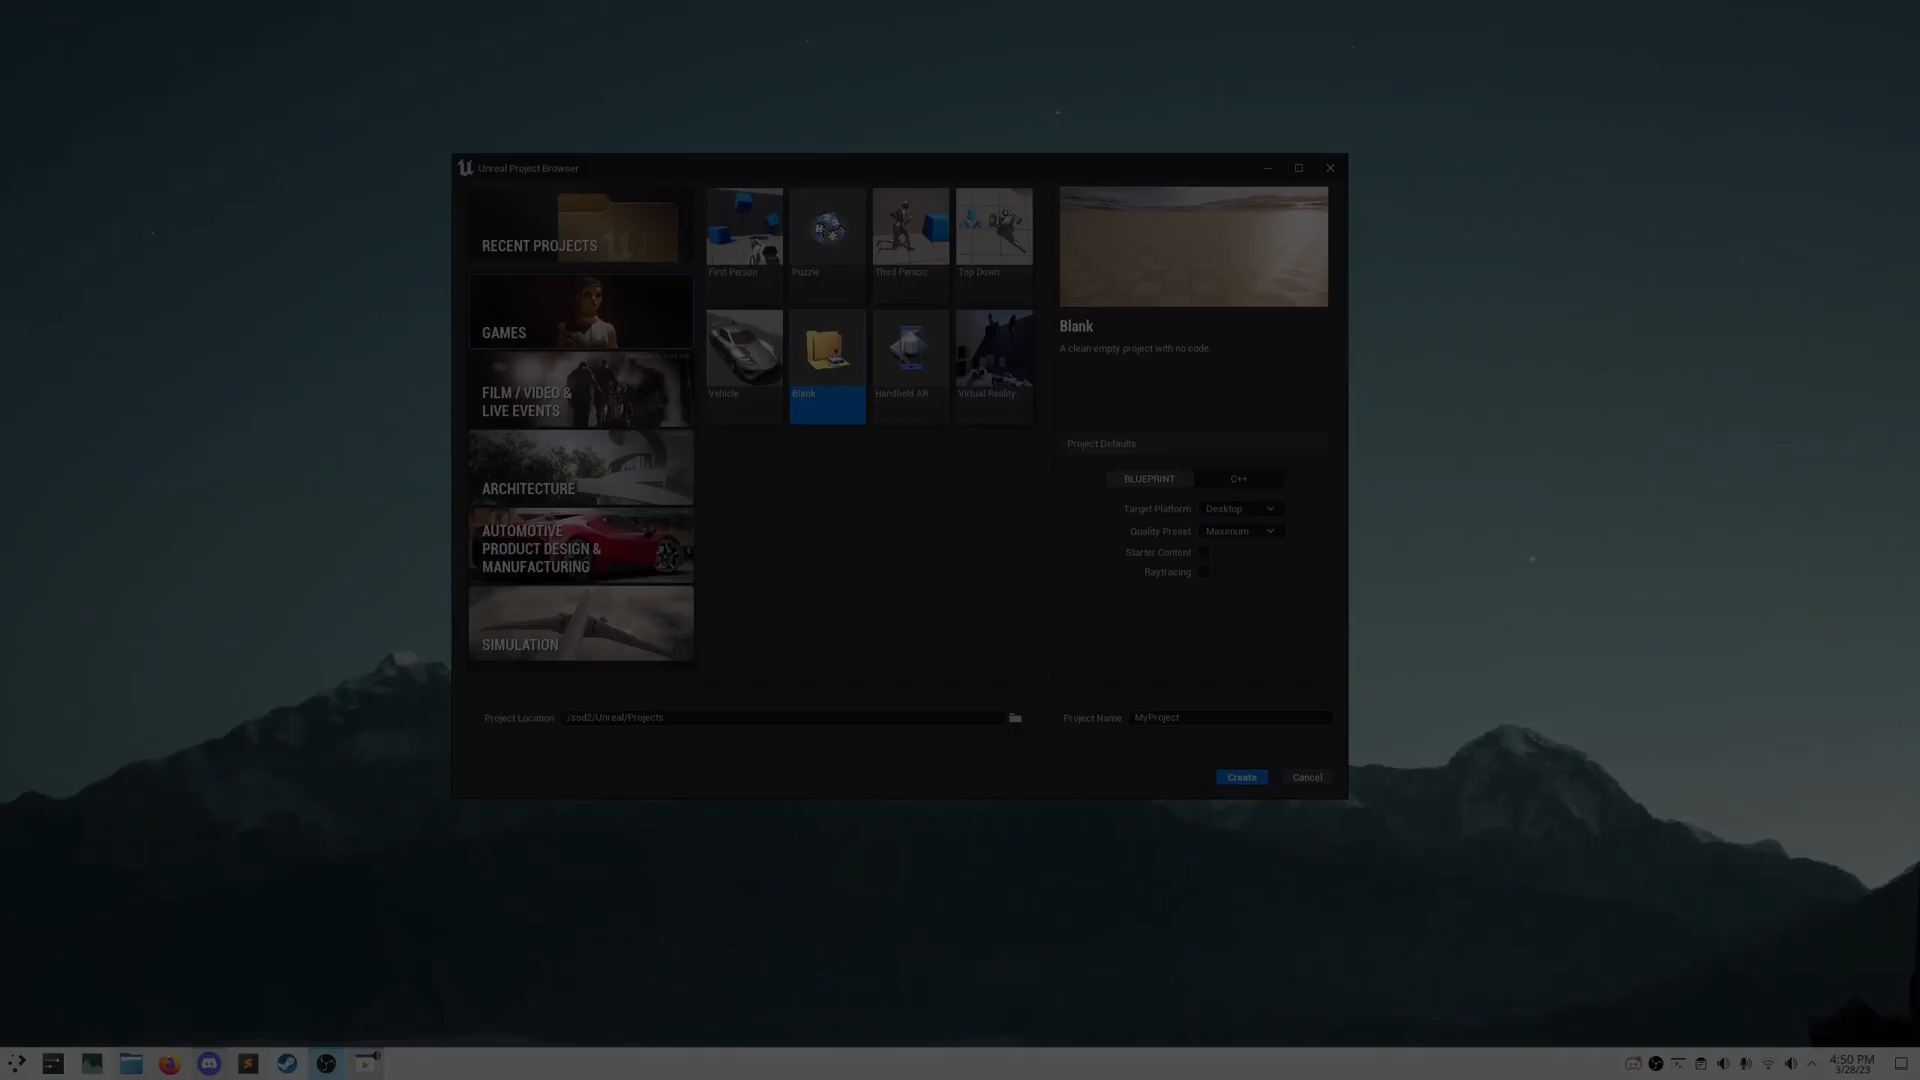 Unreal Project Browser
RECENT PROJECTS
GAMES
FILM / VIDEO &
LIVE EVENTS
ARCHITECTURE
AUTOMOTIVE
PRODUCT DESIGN &
MANUFACTURING
SIMULATION
First Person
Puzzle
Third Person
Top Down
Vehicle
Blank
Handheld AR
Virtual Reality
Blank
A clean empty project with no code.
Project Defaults
BLUEPRINT
C++
Target Platform
Desktop
Quality Preset
Maximum
Starter Content
Raytracing
Project Location
/ssd2/Unreal/Projects
Project Name
MyProject
Create
Cancel
4:50 PM
3/28/23